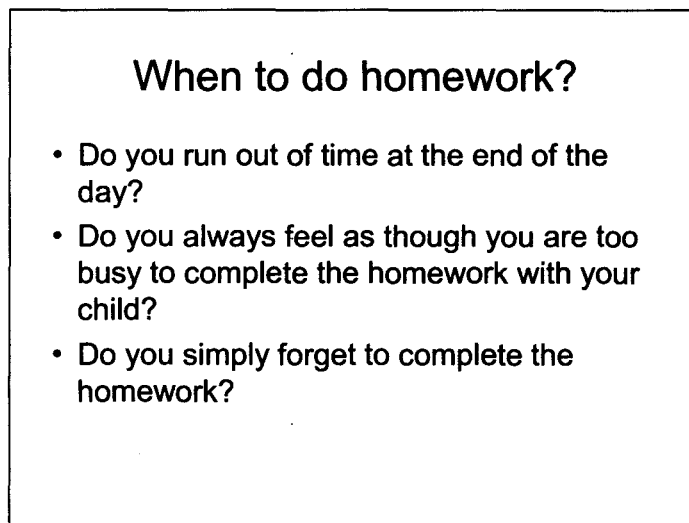 When to do homework?
• Do you run out of time at the end of the
day?
• Do you always feel as though you are too
busy to complete the homework with your
child?
• Do you simply forget to complete the
homework?